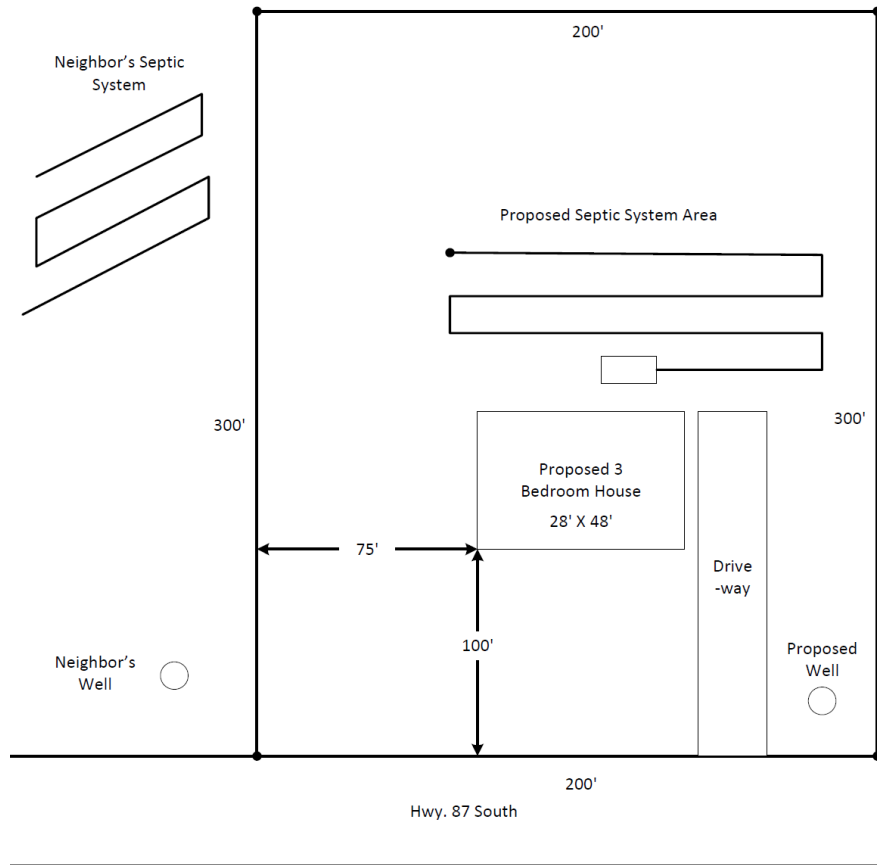 200'
Neighbor's Septic
System
Proposed Septic System Area
300'
300'
Proposed 3
Bedroom House
28' X 48'
75'
Drive
-way
100'
Neighbor's
Well
Proposed
Well
200'
Hwy. 87 South